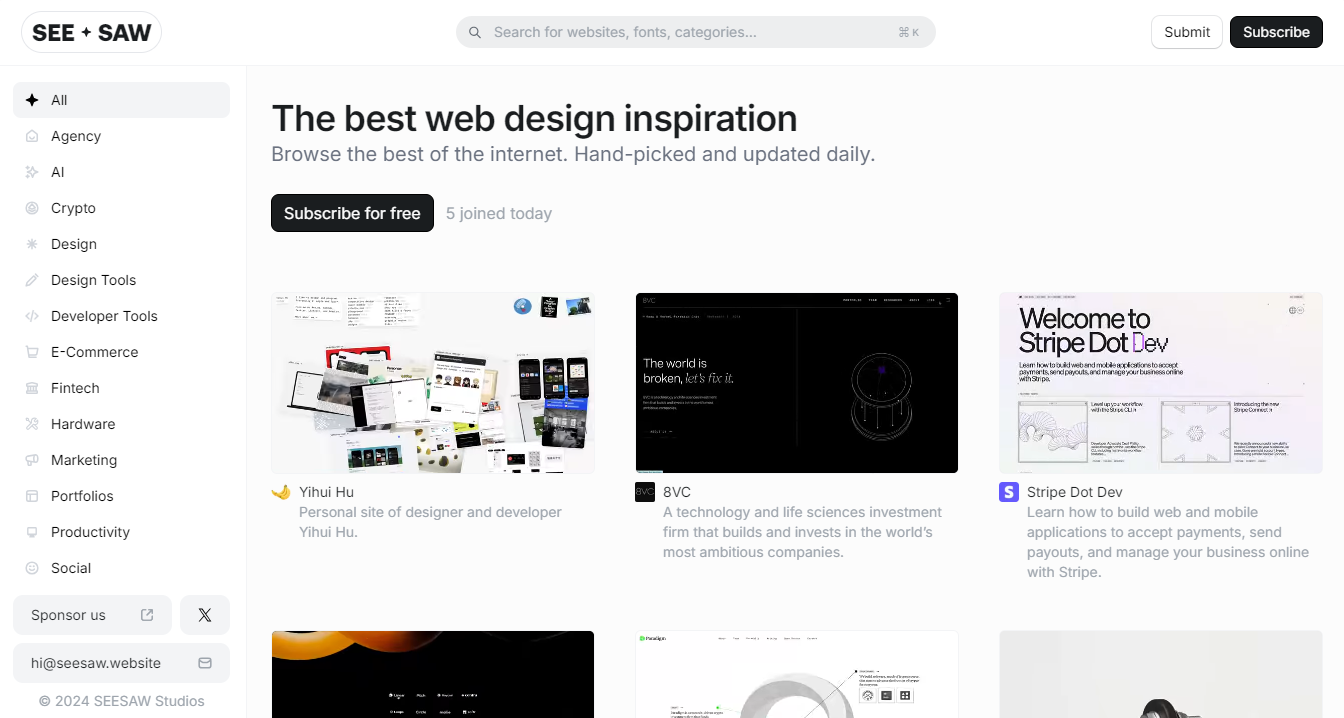 SEE ✦ SAW
Search for websites, fonts, categories...
⌘ K
Submit
Subscribe
All
Agency
AI
Crypto
Design
Design Tools
Developer Tools
E-Commerce
Fintech
Hardware
Marketing
Portfolios
Productivity
Social
Sponsor us
hi@seesaw.website
© 2024 SEESAW Studios
The best web design inspiration
Browse the best of the internet. Hand-picked and updated daily.
Subscribe for free
5 joined today
8VC
The world is
broken, let's fix it.
Welcome to
Stripe Dot Dev
Learn how to build web and mobile applications to accept
payments, send payouts, and manage your business online
with Stripe.
Level up your workflow
with the Stripe CLI
Introducing the new
Stripe Connect
Yihui Hu
Personal site of designer and developer
Yihui Hu.
8VC
8VC
A technology and life sciences investment
firm that builds and invests in the world's
most ambitious companies.
S
Stripe Dot Dev
Learn how to build web and mobile
applications to accept payments, send
payouts, and manage your business online
with Stripe.
Paradigm